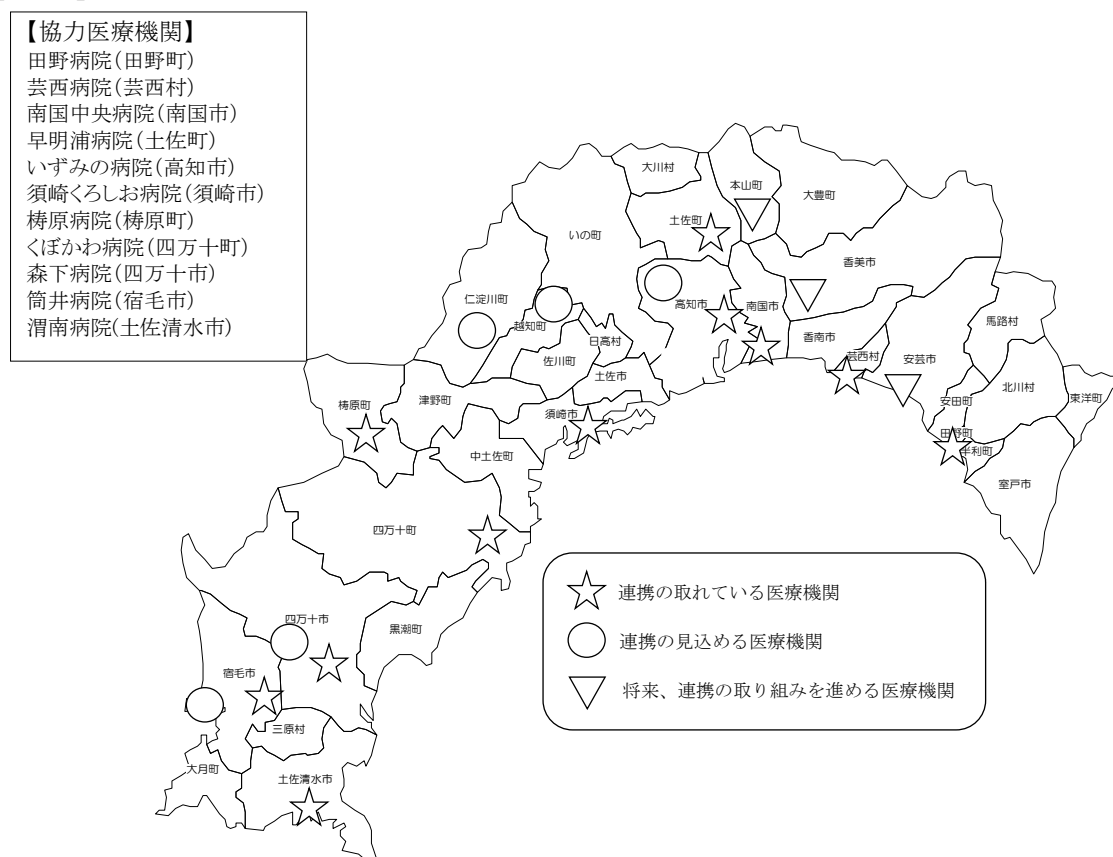 【協力医療機関】
田野病院(田野町)
芸西病院(芸西村)
南国中央病院(南国市)
早明浦病院(土佐町)
いずみの病院(高知市)
須崎くろしお病院(須崎市)
梼原病院(梼原町)
くぼかわ病院(四万十町)
森下病院(四万十市)
筒井病院(宿毛市)
渭南病院(土佐清水市)
大川村
本山町
大豊町
土佐町
いの町
香美市
仁淀川町
高知市
南国市
越知町
馬路村
香南市
日高村
芸西村
安芸市
佐川町
土佐市
北川村
津野町
安田町
東洋町
梼原町
須崎市
田野町
中土佐町
半利町
室戸市
四万十町
四万十市
黒潮町
宿毛市
三原村
大月町
土佐清水市
連携の取れている医療機関
連携の見込める医療機関
将来、連携の取り組みを進める医療機関